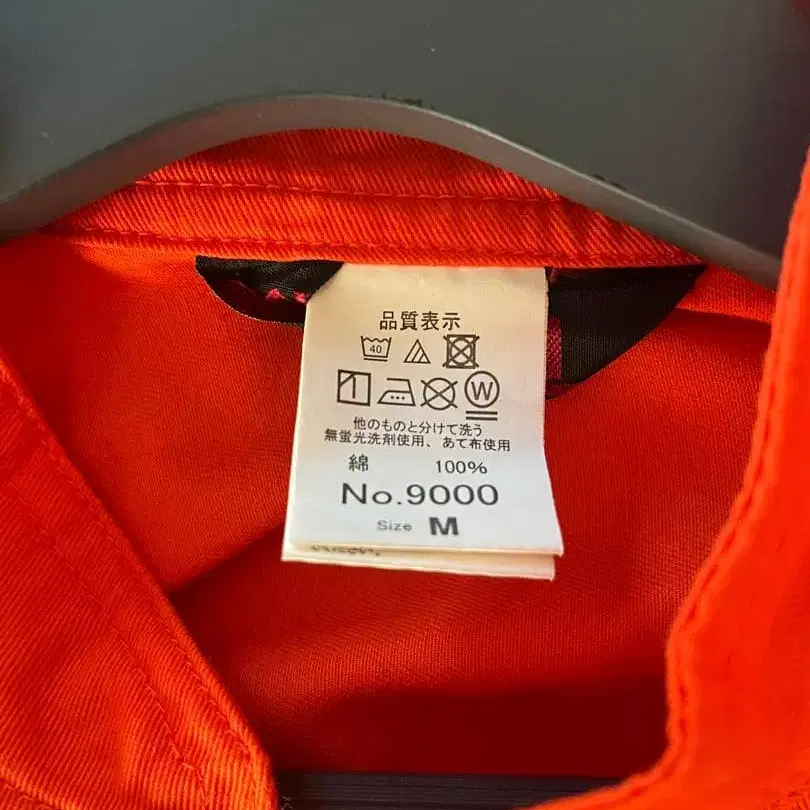 品質表示
40
W
他のものと分けて洗う
無蛍光洗剤使用、あて布使用
綿 100%
No.9000
Size M